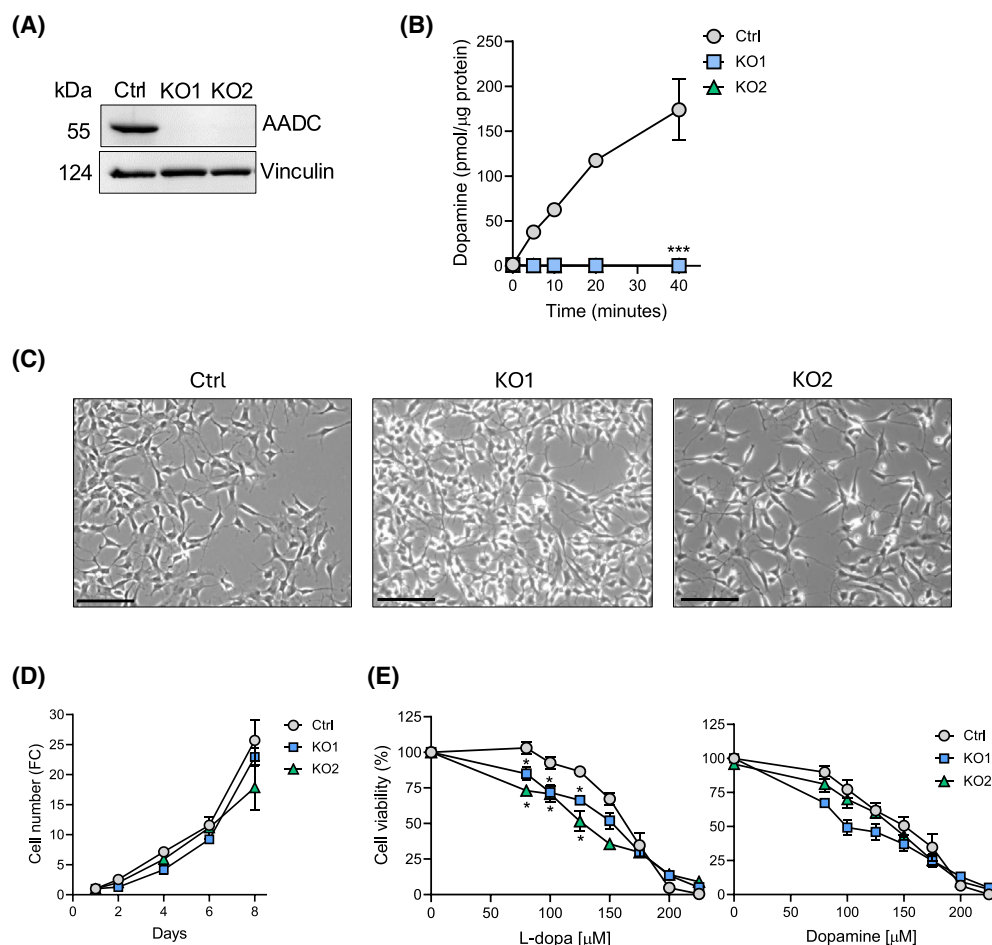 (A)
kDa Ctrl KO1 KO2
55 AADC
124 Vinculin
(B)
Dopamine (pmol/μg protein)
250
200
150
100
50
0
***
0 10 20 30 40
Time (minutes)
Ctrl
KO1
KO2
(C)
Ctrl KO1 KO2
(D)
Cell number (FC)
30
25
20
15
10
5
0
2 4 6 8
Days
Ctrl
KO1
KO2
(E)
Cell viability (%)
125
100
75
50
25
0
* * *
* * *
0 50 100 150 200
L-dopa [μM]
125
100
75
50
25
0
0 50 100 150 200
Dopamine [μM]
Ctrl
KO1
KO2